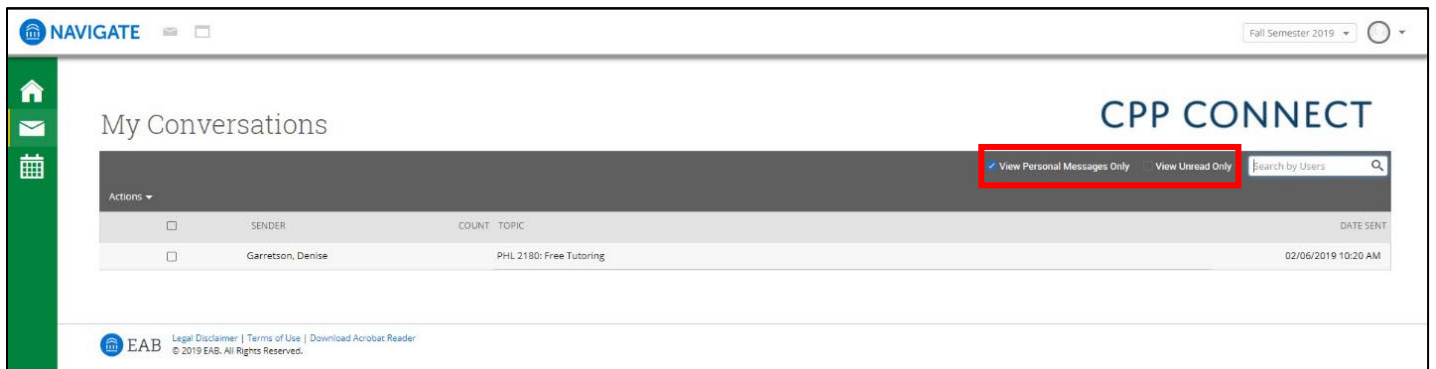 NAVIGATE
Fall Semester 2019
My Conversations
CPP CONNECT
View Personal Messages Only View Unread Only Search by Users
Actions
SENDER COUNT TOPIC DATE SENT
Garretson, Denise PHL 2180: Free Tutoring 02/06/2019 10:20 AM
EAB
Legal Disclaimer | Terms of Use | Download Acrobat Reader
© 2019 EAB. All Rights Reserved.